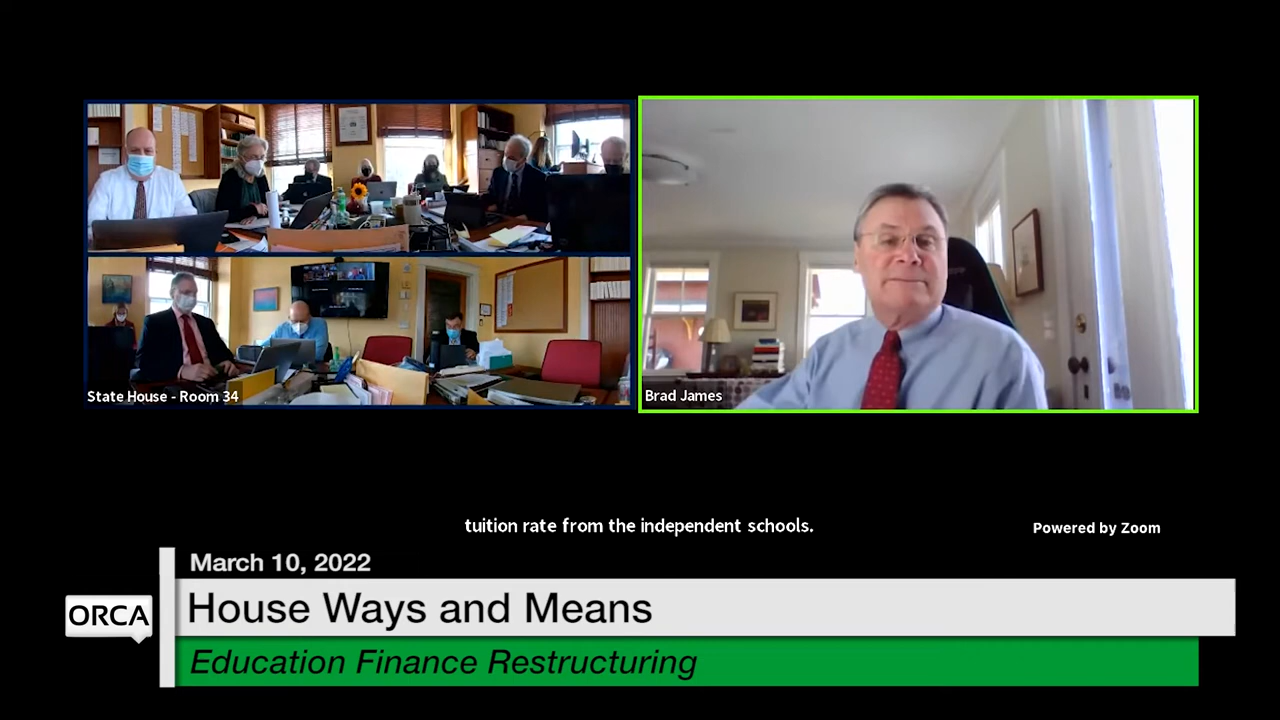 State House - Room 34
Brad James
tuition rate from the independent schools.
Powered by Zoom
March 10, 2022
ORCA
House Ways and Means
Education Finance Restructuring